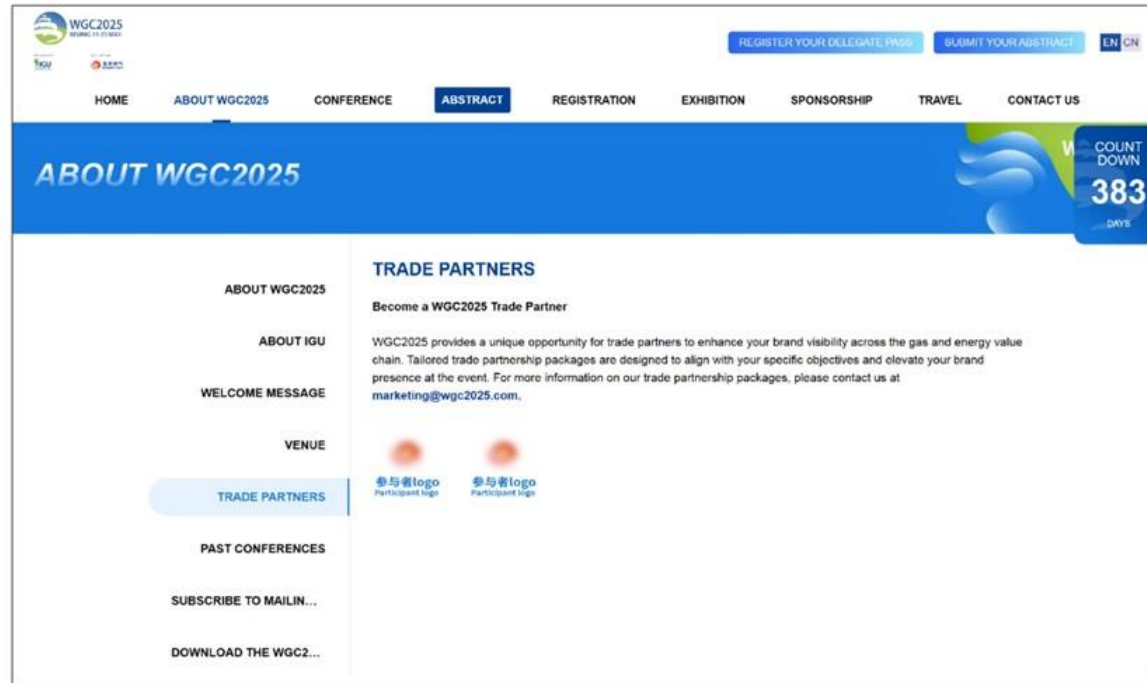 WGC2025
BEIJING 19-23 MAY
IGU
REGISTER YOUR DELEGATE PASS
SUBMIT YOUR ABSTRACT
EN CN
HOME
ABOUT WGC2025
CONFERENCE
ABSTRACT
REGISTRATION
EXHIBITION
SPONSORSHIP
TRAVEL
CONTACT US
ABOUT WGC2025
W
COUNT
DOWN
383
DAYS
ABOUT WGC2025
ABOUT IGU
WELCOME MESSAGE
VENUE
TRADE PARTNERS
PAST CONFERENCES
SUBSCRIBE TO MAILIN...
DOWNLOAD THE WGC2...
TRADE PARTNERS
Become a WGC2025 Trade Partner
WGC2025 provides a unique opportunity for trade partners to enhance your brand visibility across the gas and energy value
chain. Tailored trade partnership packages are designed to align with your specific objectives and elevate your brand
presence at the event. For more information on our trade partnership packages, please contact us at
marketing@wgc2025.com.
参与者logo
Participant logo
参与者logo
Participant logo